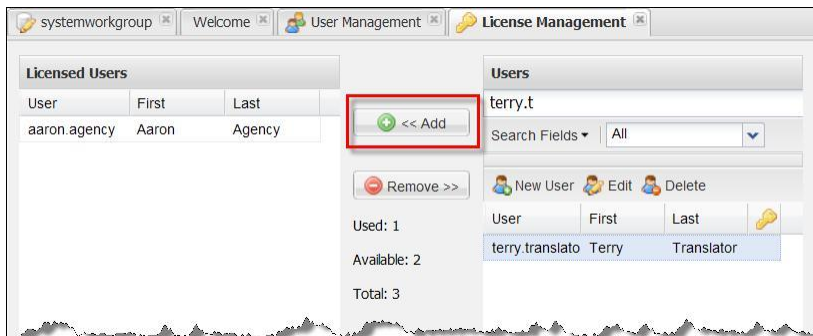 systemworkgroup Welcome User Management License Management
Licensed Users
User First Last
aaron.agency Aaron Agency
<< Add
Remove >>
Used: 1
Available: 2
Total: 3
Users
terry.t
Search Fields All
New User Edit Delete
User First Last
terry.translato Terry Translator